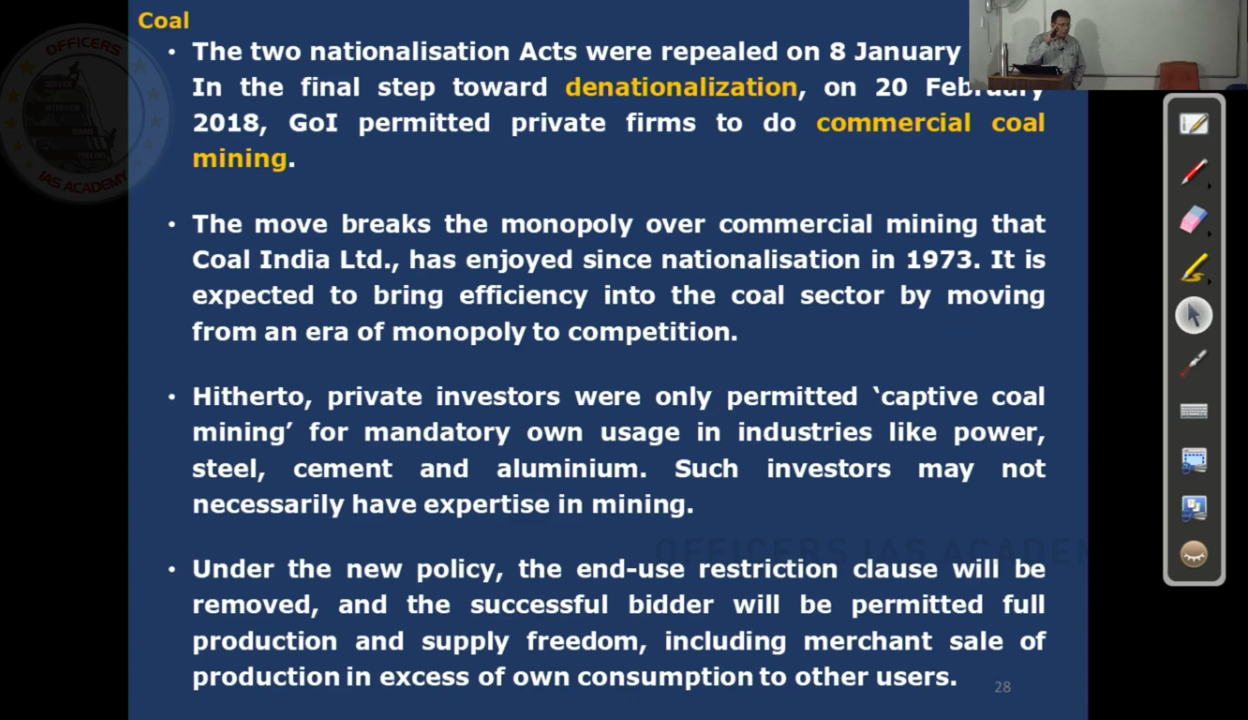 Coal
• The two nationalisation Acts were repealed on 8 January
In the final step toward denationalization, on 20 February
2018, GoI permitted private firms to do commercial coal
mining.
• The move breaks the monopoly over commercial mining that
Coal India Ltd., has enjoyed since nationalisation in 1973. It is
expected to bring efficiency into the coal sector by moving
from an era of monopoly to competition.
• Hitherto, private investors were only permitted ‘captive coal
mining’ for mandatory own usage in industries like power,
steel, cement and aluminium. Such investors may not
necessarily have expertise in mining.
• Under the new policy, the end-use restriction clause will be
removed, and the successful bidder will be permitted full
production and supply freedom, including merchant sale of
production in excess of own consumption to other users.
28
OFFICERS
IAS ACADEMY
OFFICERS IAS ACADEM